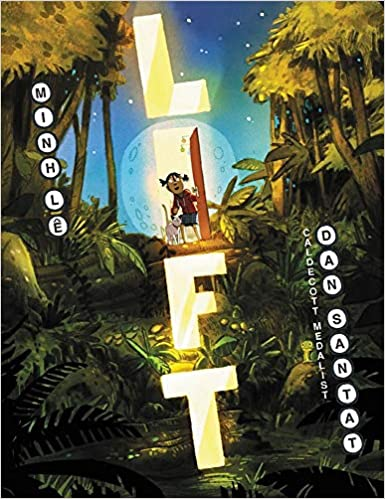 LIFT
MINH LÊ
DAN SANTAT
CALDECOTT MEDALIST